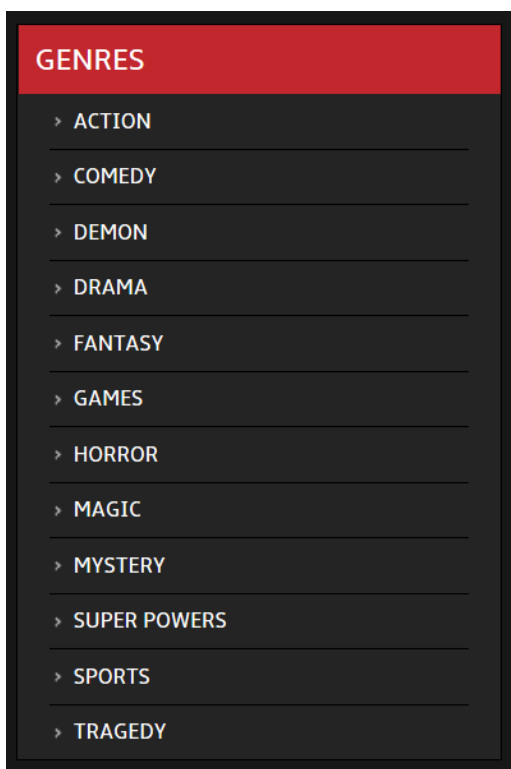 GENRES
ACTION
COMEDY
DEMON
DRAMA
FANTASY
GAMES
HORROR
MAGIC
MYSTERY
SUPER POWERS
SPORTS
TRAGEDY